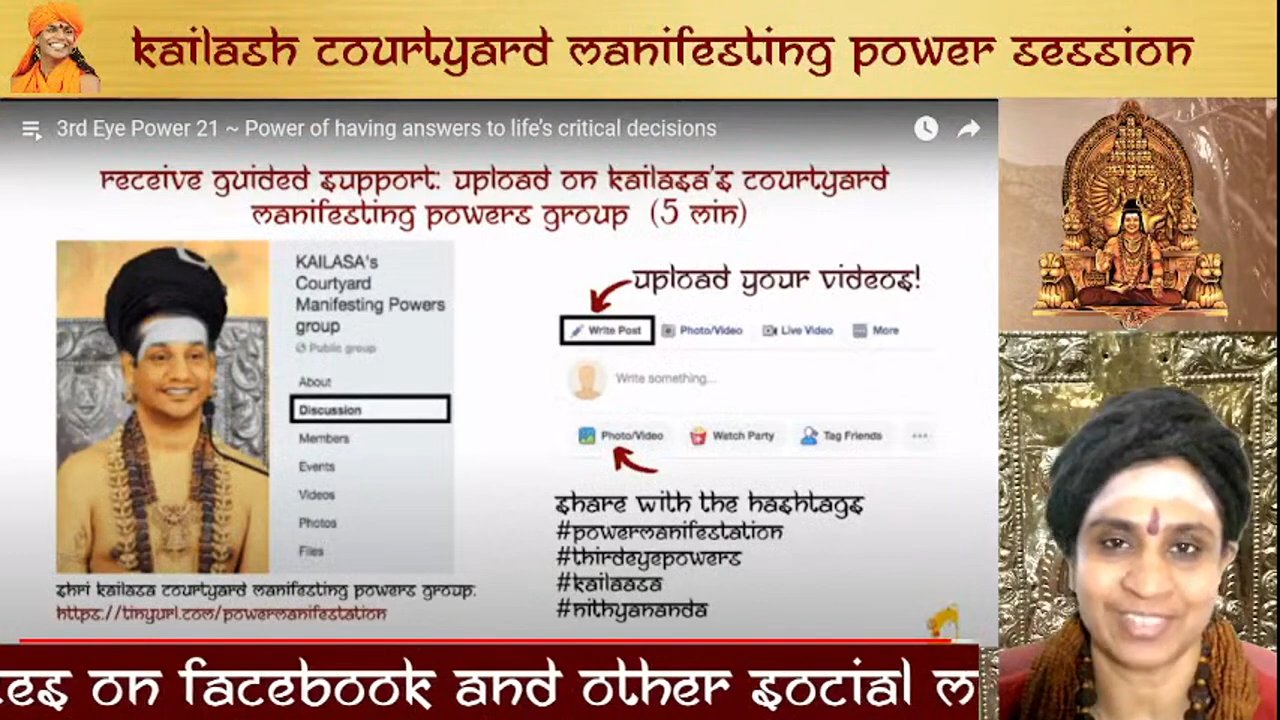 Kailash Courtyard Manifesting Power Session
3rd Eye Power 21 ~ Power of having answers to life's critical decisions
Receive Guided Support: Upload on Kailasa's Courtyard
Manifesting Powers Group (5 min)
KAILASA's
Courtyard
Manifesting Powers
group
Public group
About
Discussion
Members
Events
Videos
Photos
Files
Upload your videos!
Write Post
Photo/Video
Live Video
More
Write something...
Photo/Video
Watch Party
Tag Friends
Share with the hashtags
#powermanifestation
#thirdeyepowers
#kailaasa
#nithyananda
Shri Kailasa Courtyard Manifesting Powers Group:
https://tinyurl.com/powermanifestation
es on facebook and other social m